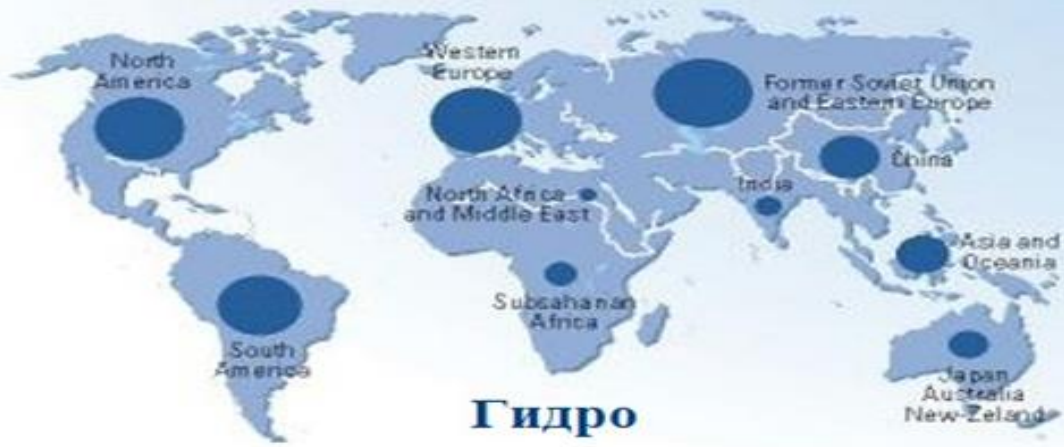 North
America
Western
Europe
Former Soviet Union
and Eastern Europe
China
India
North Africa
and Middle East
Asia and
Oceania
Subsaharian
Africa
South
America
Japan
Australia
New-Zeland
Гидро